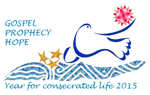 GOSPEL
PROPHECY
HOPE
Year for consecrated life 2015